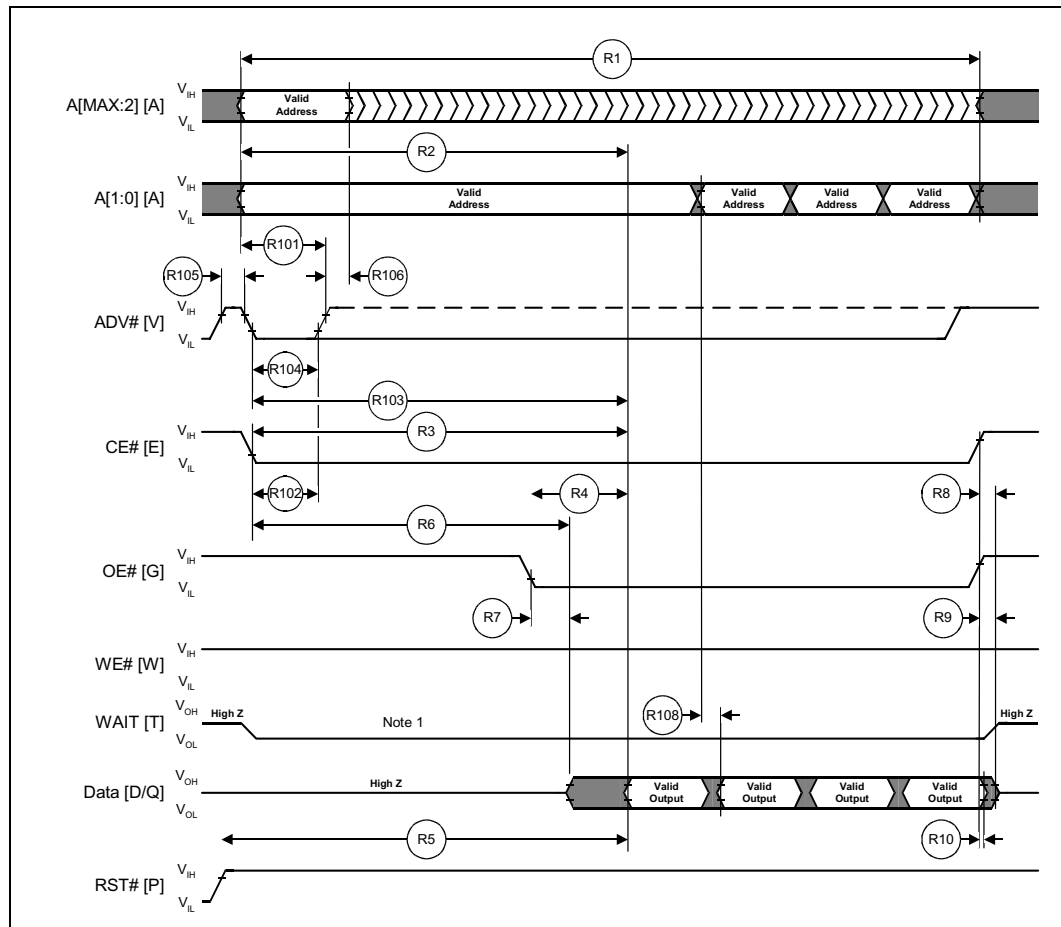 R1
V_IH
A[MAX:2] [A]
Valid
Address
V_IL
R2
V_IH
A[1:0] [A]
Valid
Address
Valid
Address
Valid
Address
Valid
Address
V_IL
R101
R105
R106
V_IH
ADV# [V]
V_IL
R104
R103
V_IH
R3
CE# [E]
V_IL
R102
R4
R8
R6
V_IH
OE# [G]
V_IL
R7
R9
V_IH
WE# [W]
V_IL
V_OH
High Z
High Z
WAIT [T]
Note 1
R108
V_OL
V_OH
High Z
Data [D/Q]
Valid
Output
Valid
Output
Valid
Output
Valid
Output
V_OL
R5
R10
V_IH
RST# [P]
V_IL